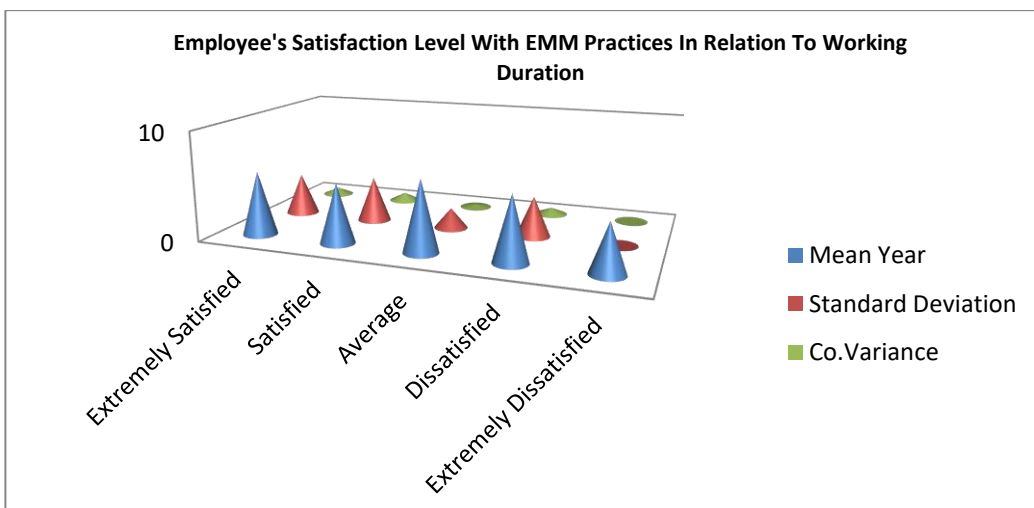 Employee's Satisfaction Level With EMM Practices In Relation To Working
Duration
10
0
Extremely Satisfied
Satisfied
Average
Dissatisfied
Extremely Dissatisfied
Mean Year
Standard Deviation
Co.Variance